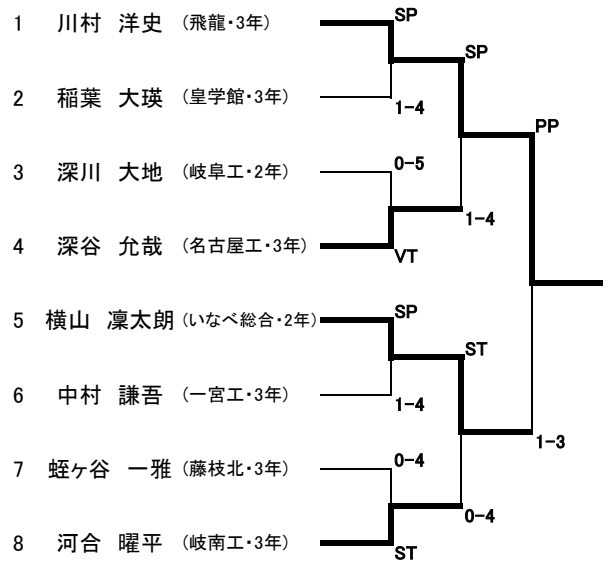 1 川村 洋史 (飛龍・3年) SP
SP
2 稲葉 大瑛 (皇学館・3年) 1-4
PP
3 深川 大地 (岐阜工・2年) 0-5
1-4
4 深谷 允哉 (名古屋工・3年) VT
5 横山 凜太朗 (いなべ総合・2年) SP
ST
6 中村 謙吾 (一宮工・3年) 1-4
1-3
7 蛭ヶ谷 一雅 (藤枝北・3年) 0-4
0-4
8 河合 曜平 (岐南工・3年) ST